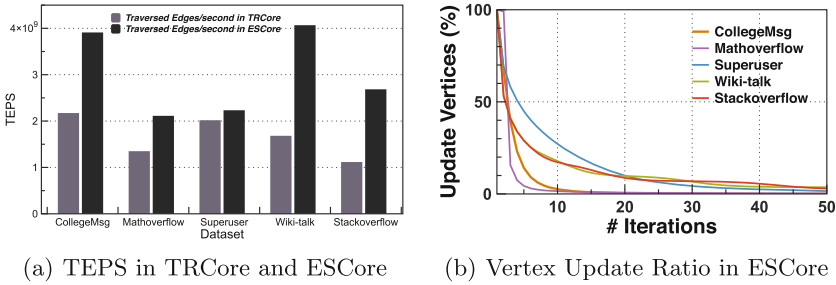 Traversed Edges/second in TRCore
Traversed Edges/second in ESCore
4×10⁹
3
2
1
0
TEPS
CollegeMsg Mathoverflow Superuser Wiki-talk Stackoverflow
Dataset
(a) TEPS in TRCore and ESCore
100
50
0
Update Vertices (%)
CollegeMsg
Mathoverflow
Superuser
Wiki-talk
Stackoverflow
10 20 30 40 50
# Iterations
(b) Vertex Update Ratio in ESCore